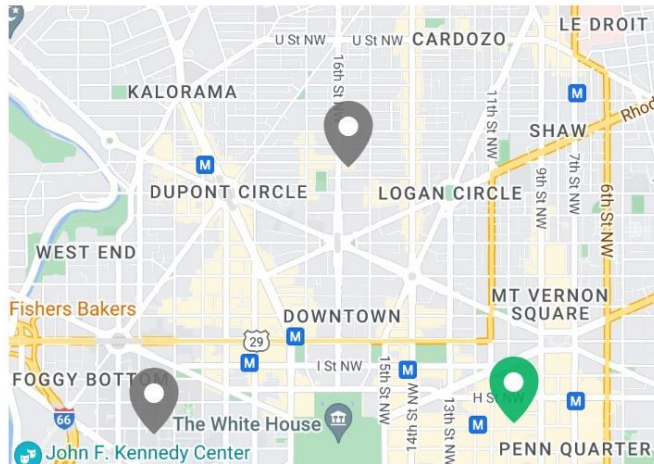 LE DROIT
U St NW
U St NW
CARDOZO
16th St NW
KALORAMA
M
11th St NW
SHAW
Rhod
M
DUPONT CIRCLE
LOGAN CIRCLE
9th St NW
7th St NW
6th St NW
WEST END
MT VERNON
SQUARE
Fishers Bakers
DOWNTOWN
29
M
M
I St NW
15th St NW
14th St NW
M
FOGGY BOTTOM
M
H St NW
M
13th St NW
66
The White House
M
John F. Kennedy Center
PENN QUARTER